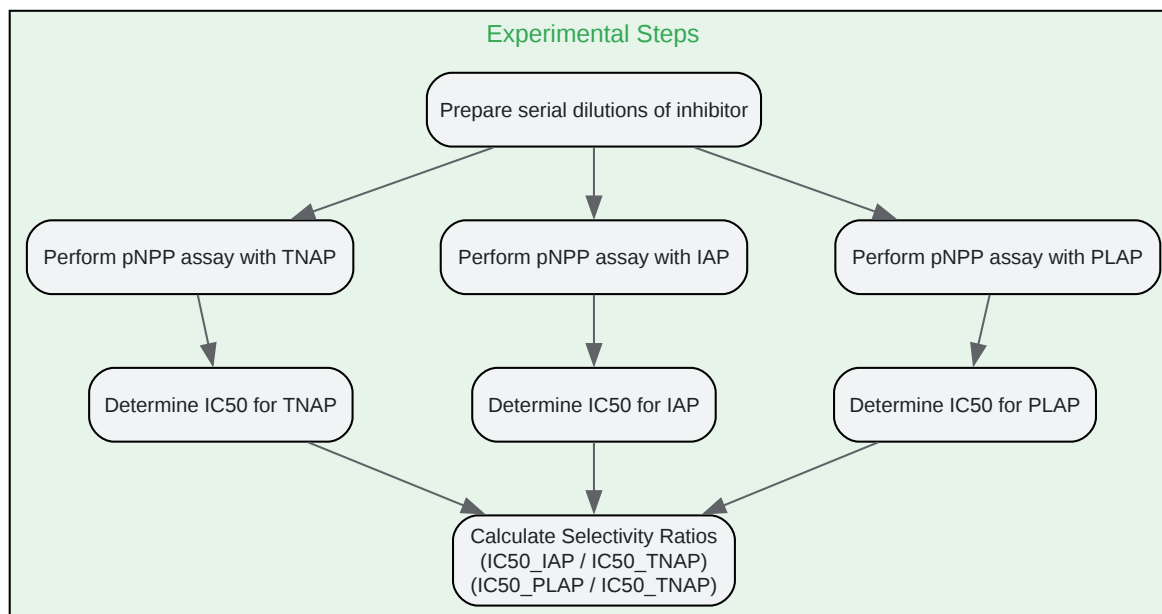 Experimental Steps
Prepare serial dilutions of inhibitor
Perform pNPP assay with TNAP
Perform pNPP assay with IAP
Perform pNPP assay with PLAP
Determine IC50 for TNAP
Determine IC50 for IAP
Determine IC50 for PLAP
Calculate Selectivity Ratios
(IC50_IAP / IC50_TNAP)
(IC50_PLAP / IC50_TNAP)